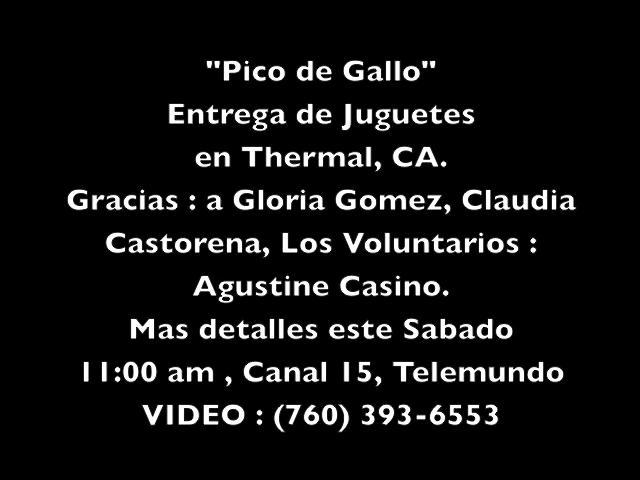 "Pico de Gallo"
Entrega de Juguetes
en Thermal, CA.
Gracias : a Gloria Gomez, Claudia
Castorena, Los Voluntarios :
Agustine Casino.
Mas detalles este Sabado
11:00 am , Canal 15, Telemundo
VIDEO : (760) 393-6553